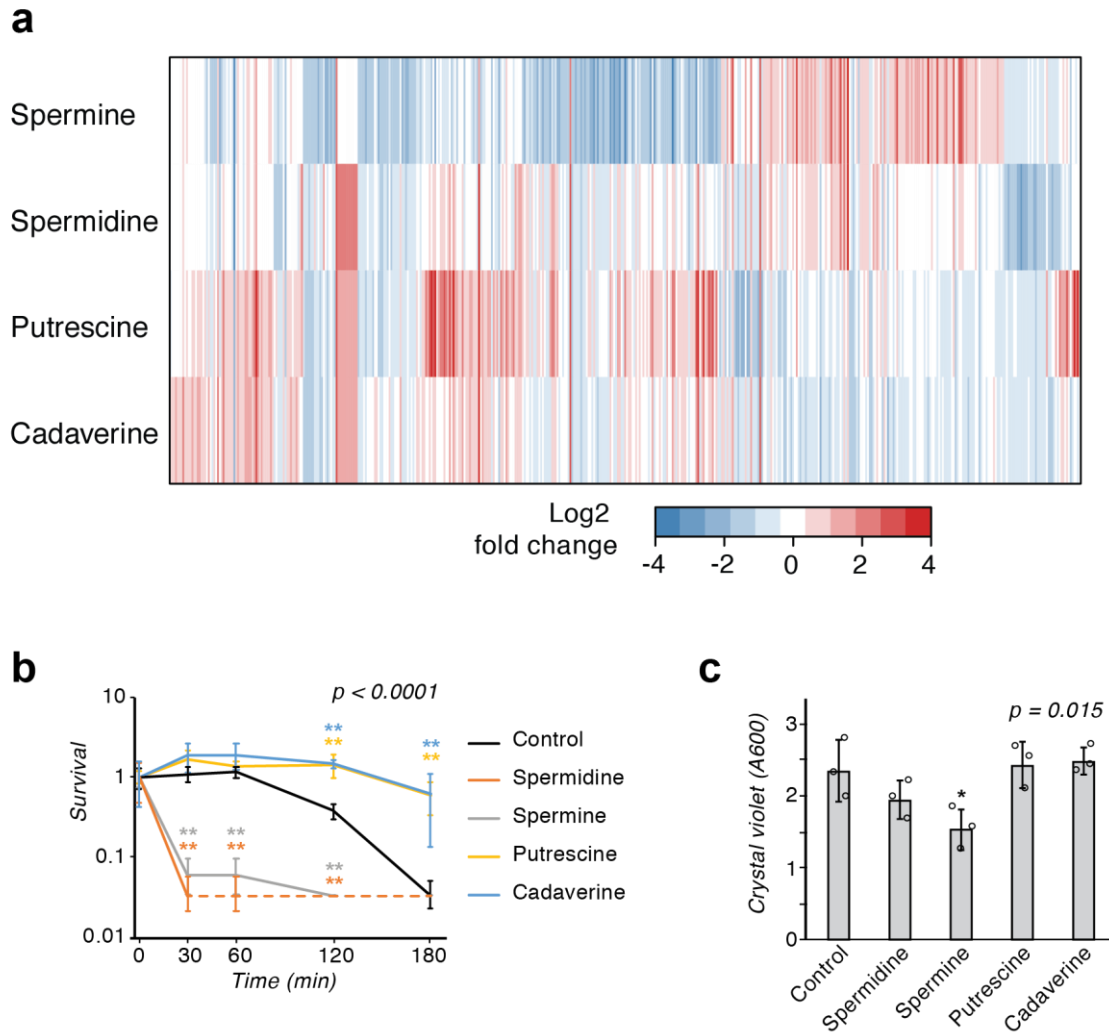 a
Spermine
Spermidine
Putrescine
Cadaverine
Log2
fold change
-4 -2 0 2 4
b
p < 0.0001
10
1
0.1
0.01
Survival
** ** ** ** ** **
** ** ** ** **
0 30 60 120 180
Time (min)
Control
Spermidine
Spermine
Putrescine
Cadaverine
c
p = 0.015
3
2
1
0
Crystal violet (A600)
*
Control
Spermidine
Spermine
Putrescine
Cadaverine